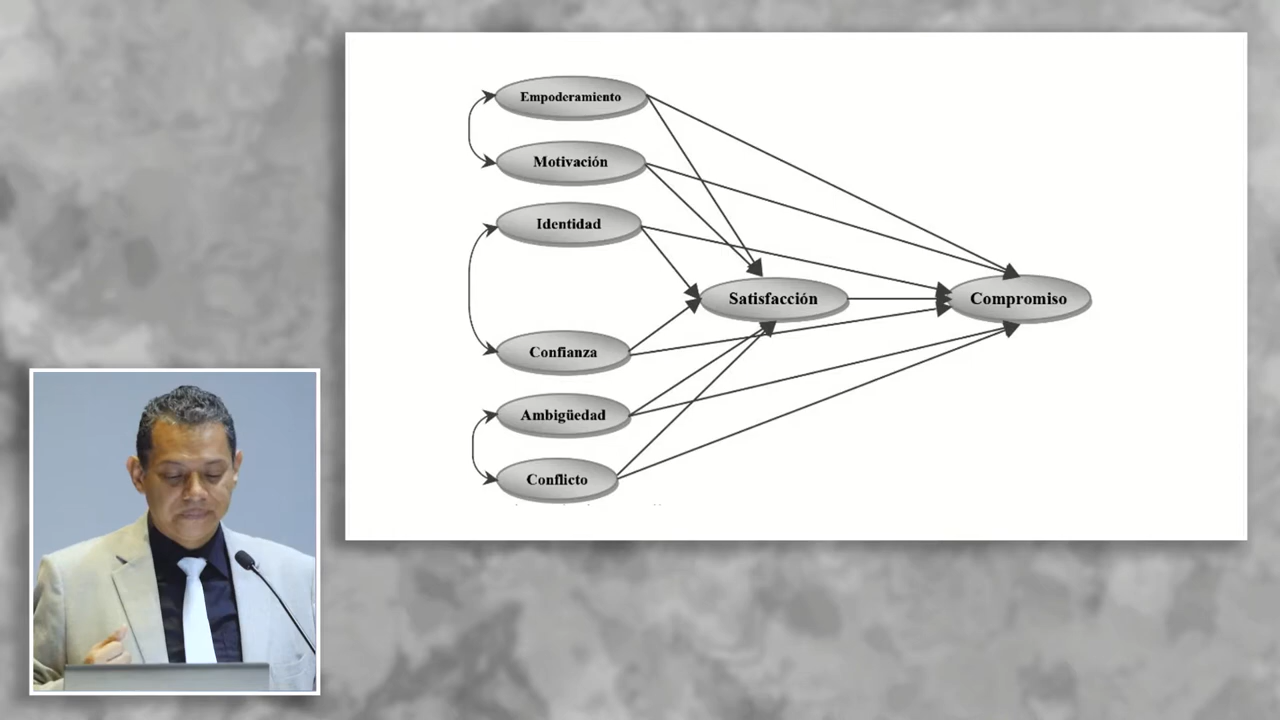 Empoderamiento
Motivación
Identidad
Satisfacción
Compromiso
Confianza
Ambigüedad
Conflicto